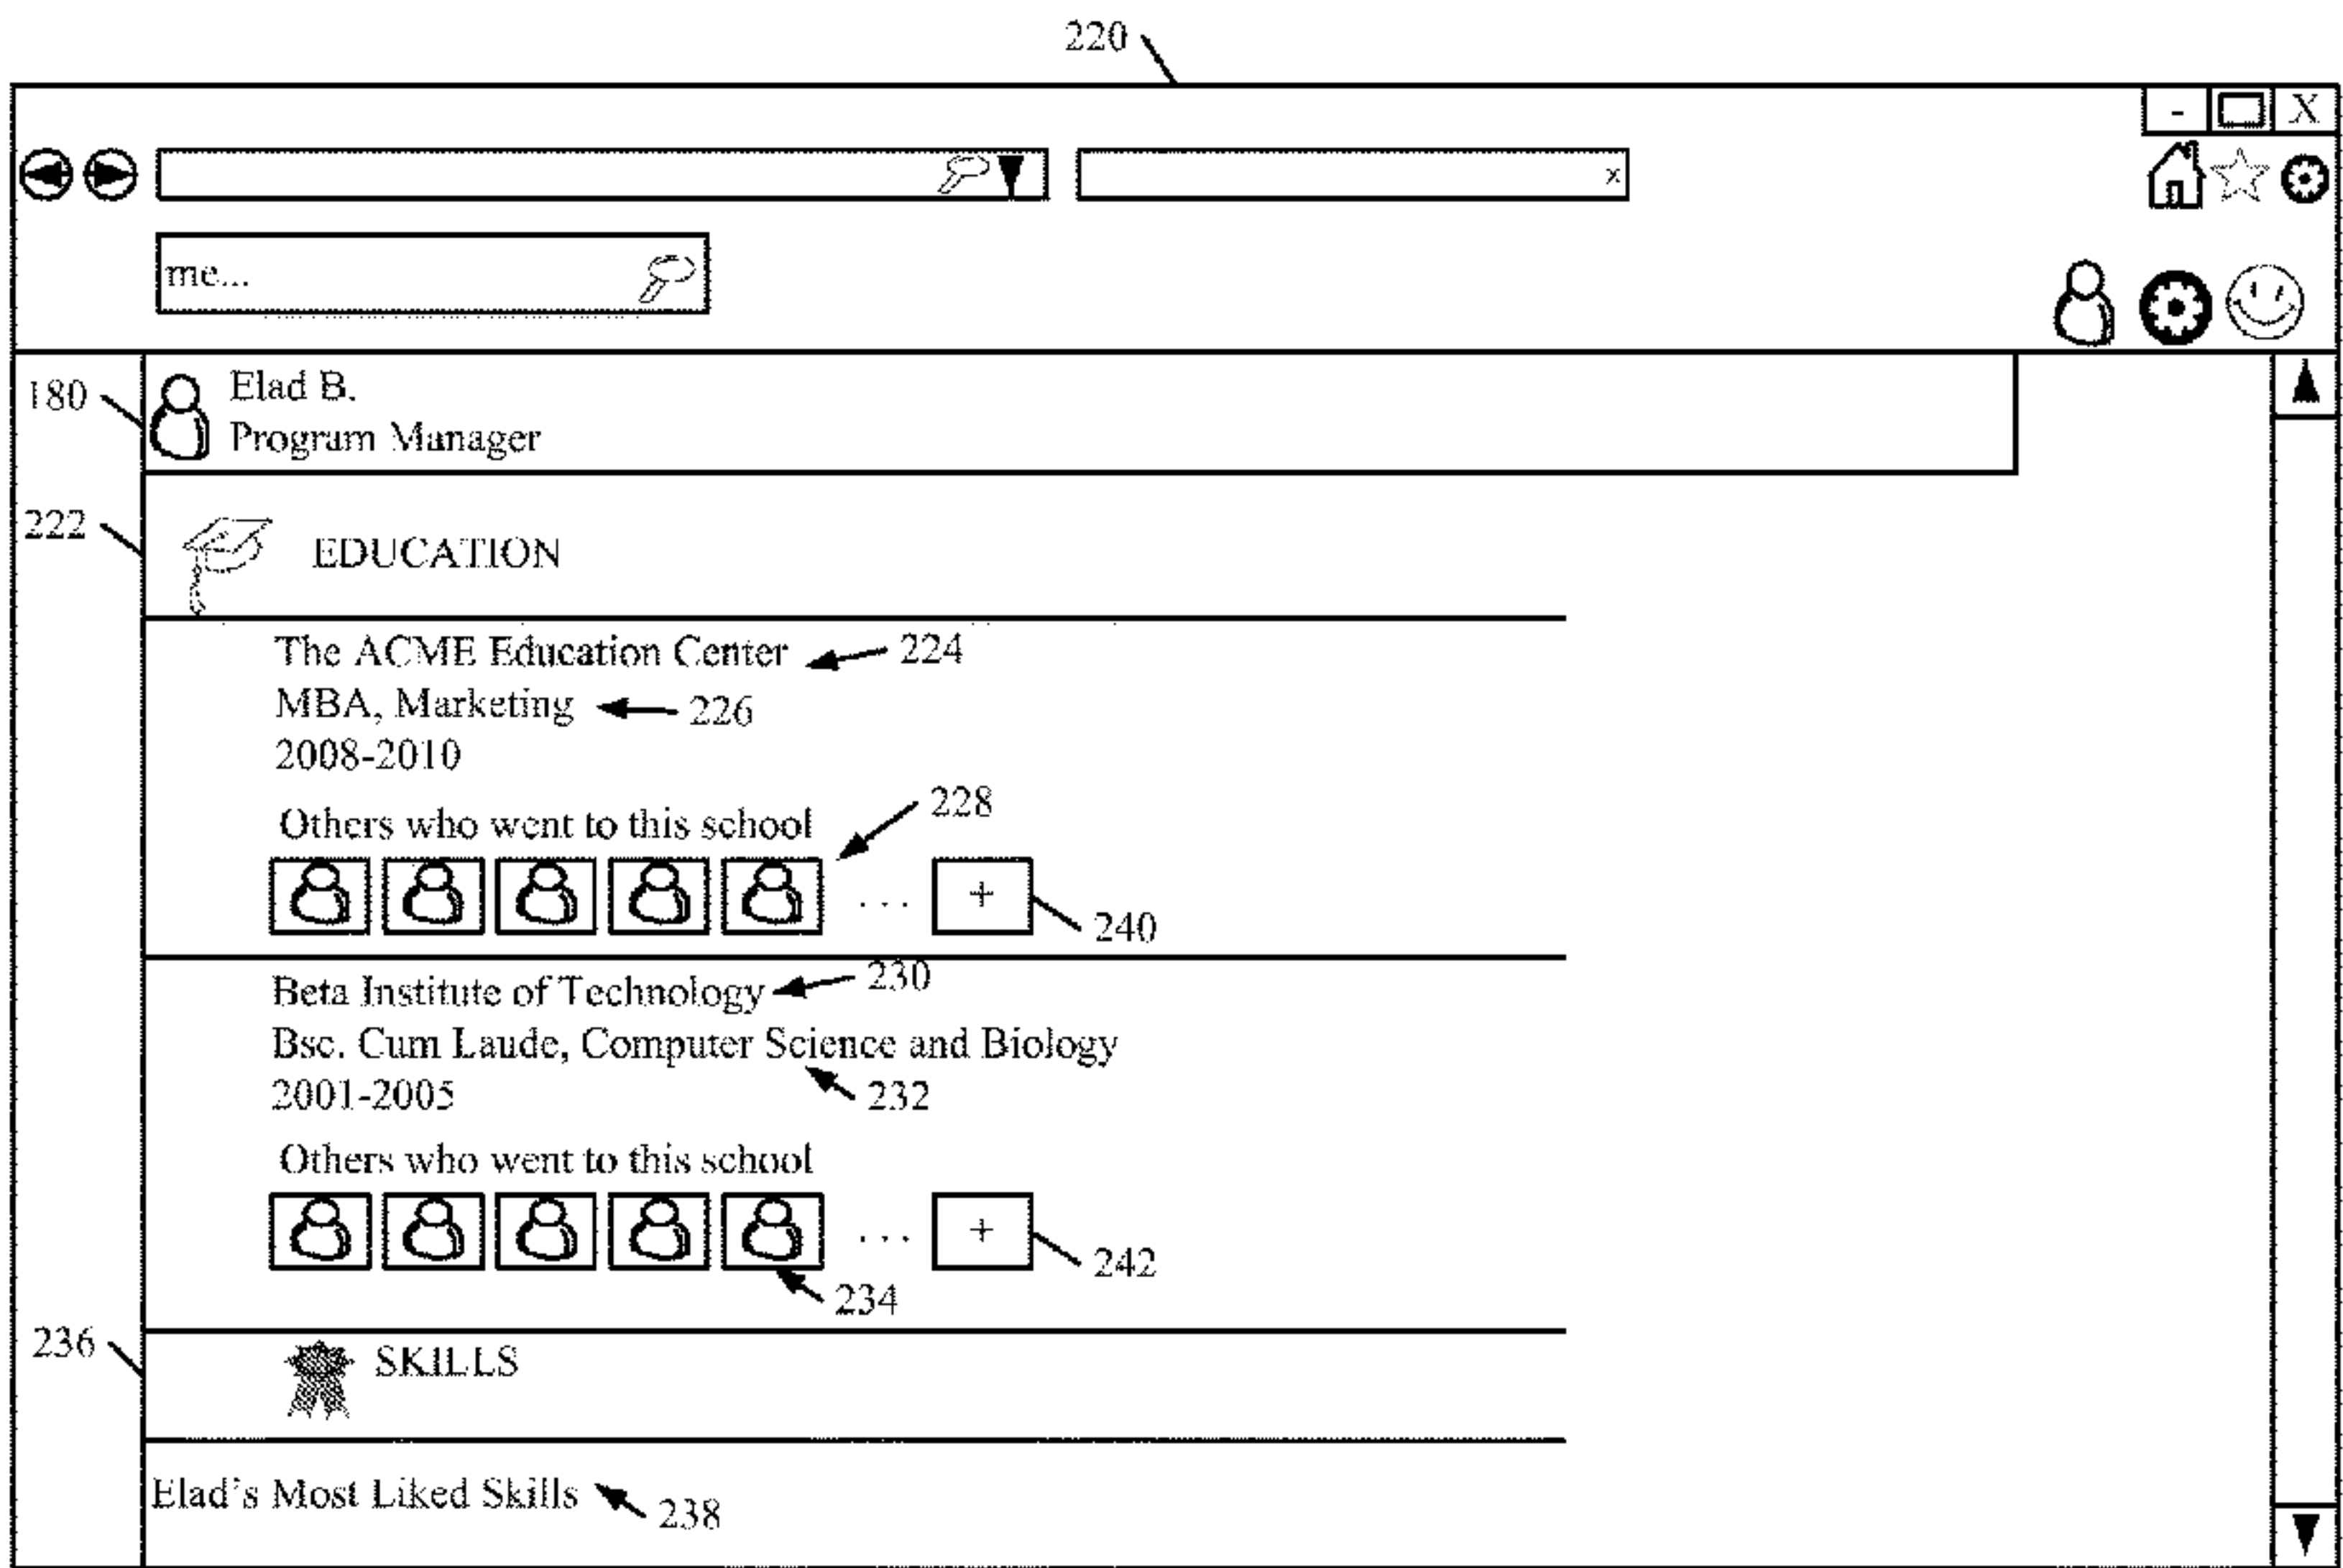 220
- X
x
me...
180
Elad B.
Program Manager
222
EDUCATION
The ACME Education Center
224
MBA, Marketing
226
2008-2010
228
Others who went to this school
... +
240
230
Beta Institute of Technology
Bsc. Cum Laude, Computer Science and Biology
2001-2005
232
Others who went to this school
... +
242
234
236
SKILLS
Elad's Most Liked Skills
238